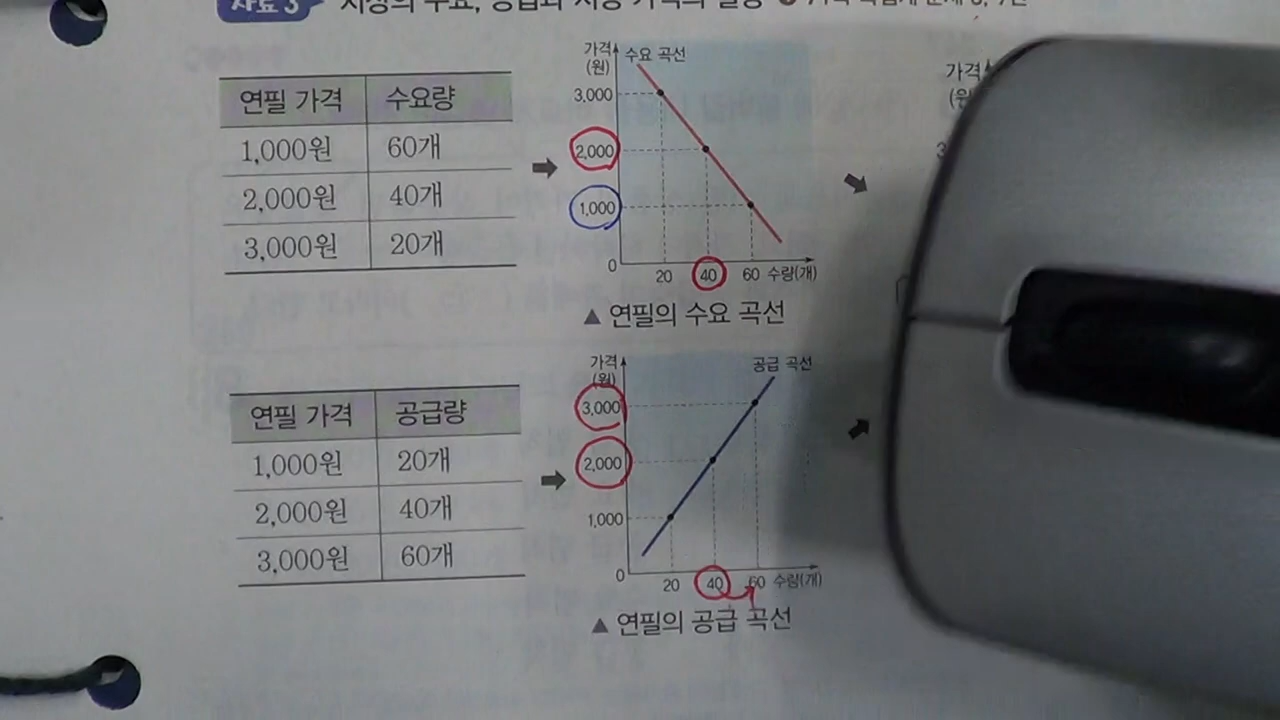 자료 3
연필 가격 수요량
1,000원 60개
2,000원 40개
3,000원 20개
가격
(원)
수요 곡선
3,000
2,000
1,000
0
20 40 60 수량(개)
▲ 연필의 수요 곡선
가격
연필 가격 공급량
1,000원 20개
2,000원 40개
3,000원 60개
가격
(원)
공급 곡선
3,000
2,000
1,000
0
20 40 60 수량(개)
▲ 연필의 공급 곡선